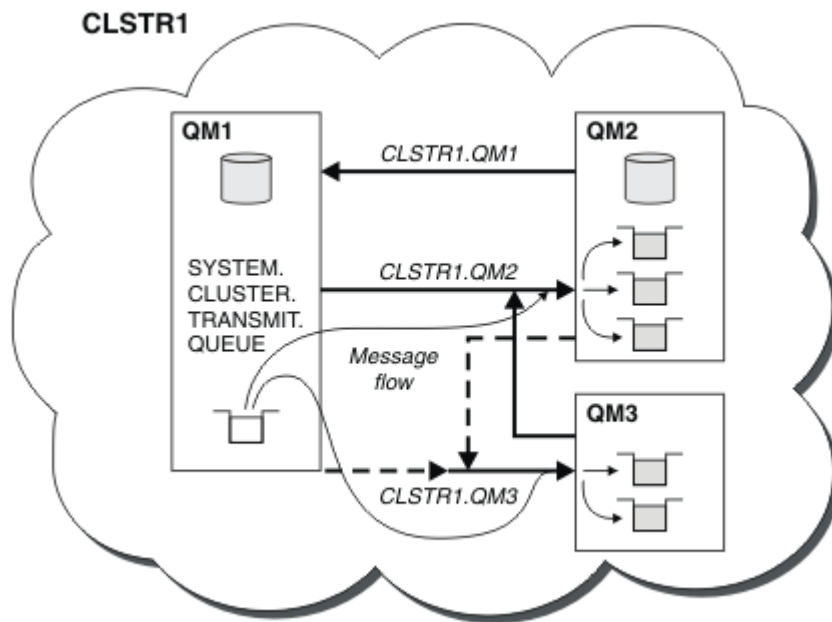 CLSTR1
QM1
QM2
CLSTR1.QM1
SYSTEM.
CLUSTER.
TRANSMIT.
QUEUE
CLSTR1.QM2
Message
flow
QM3
CLSTR1.QM3